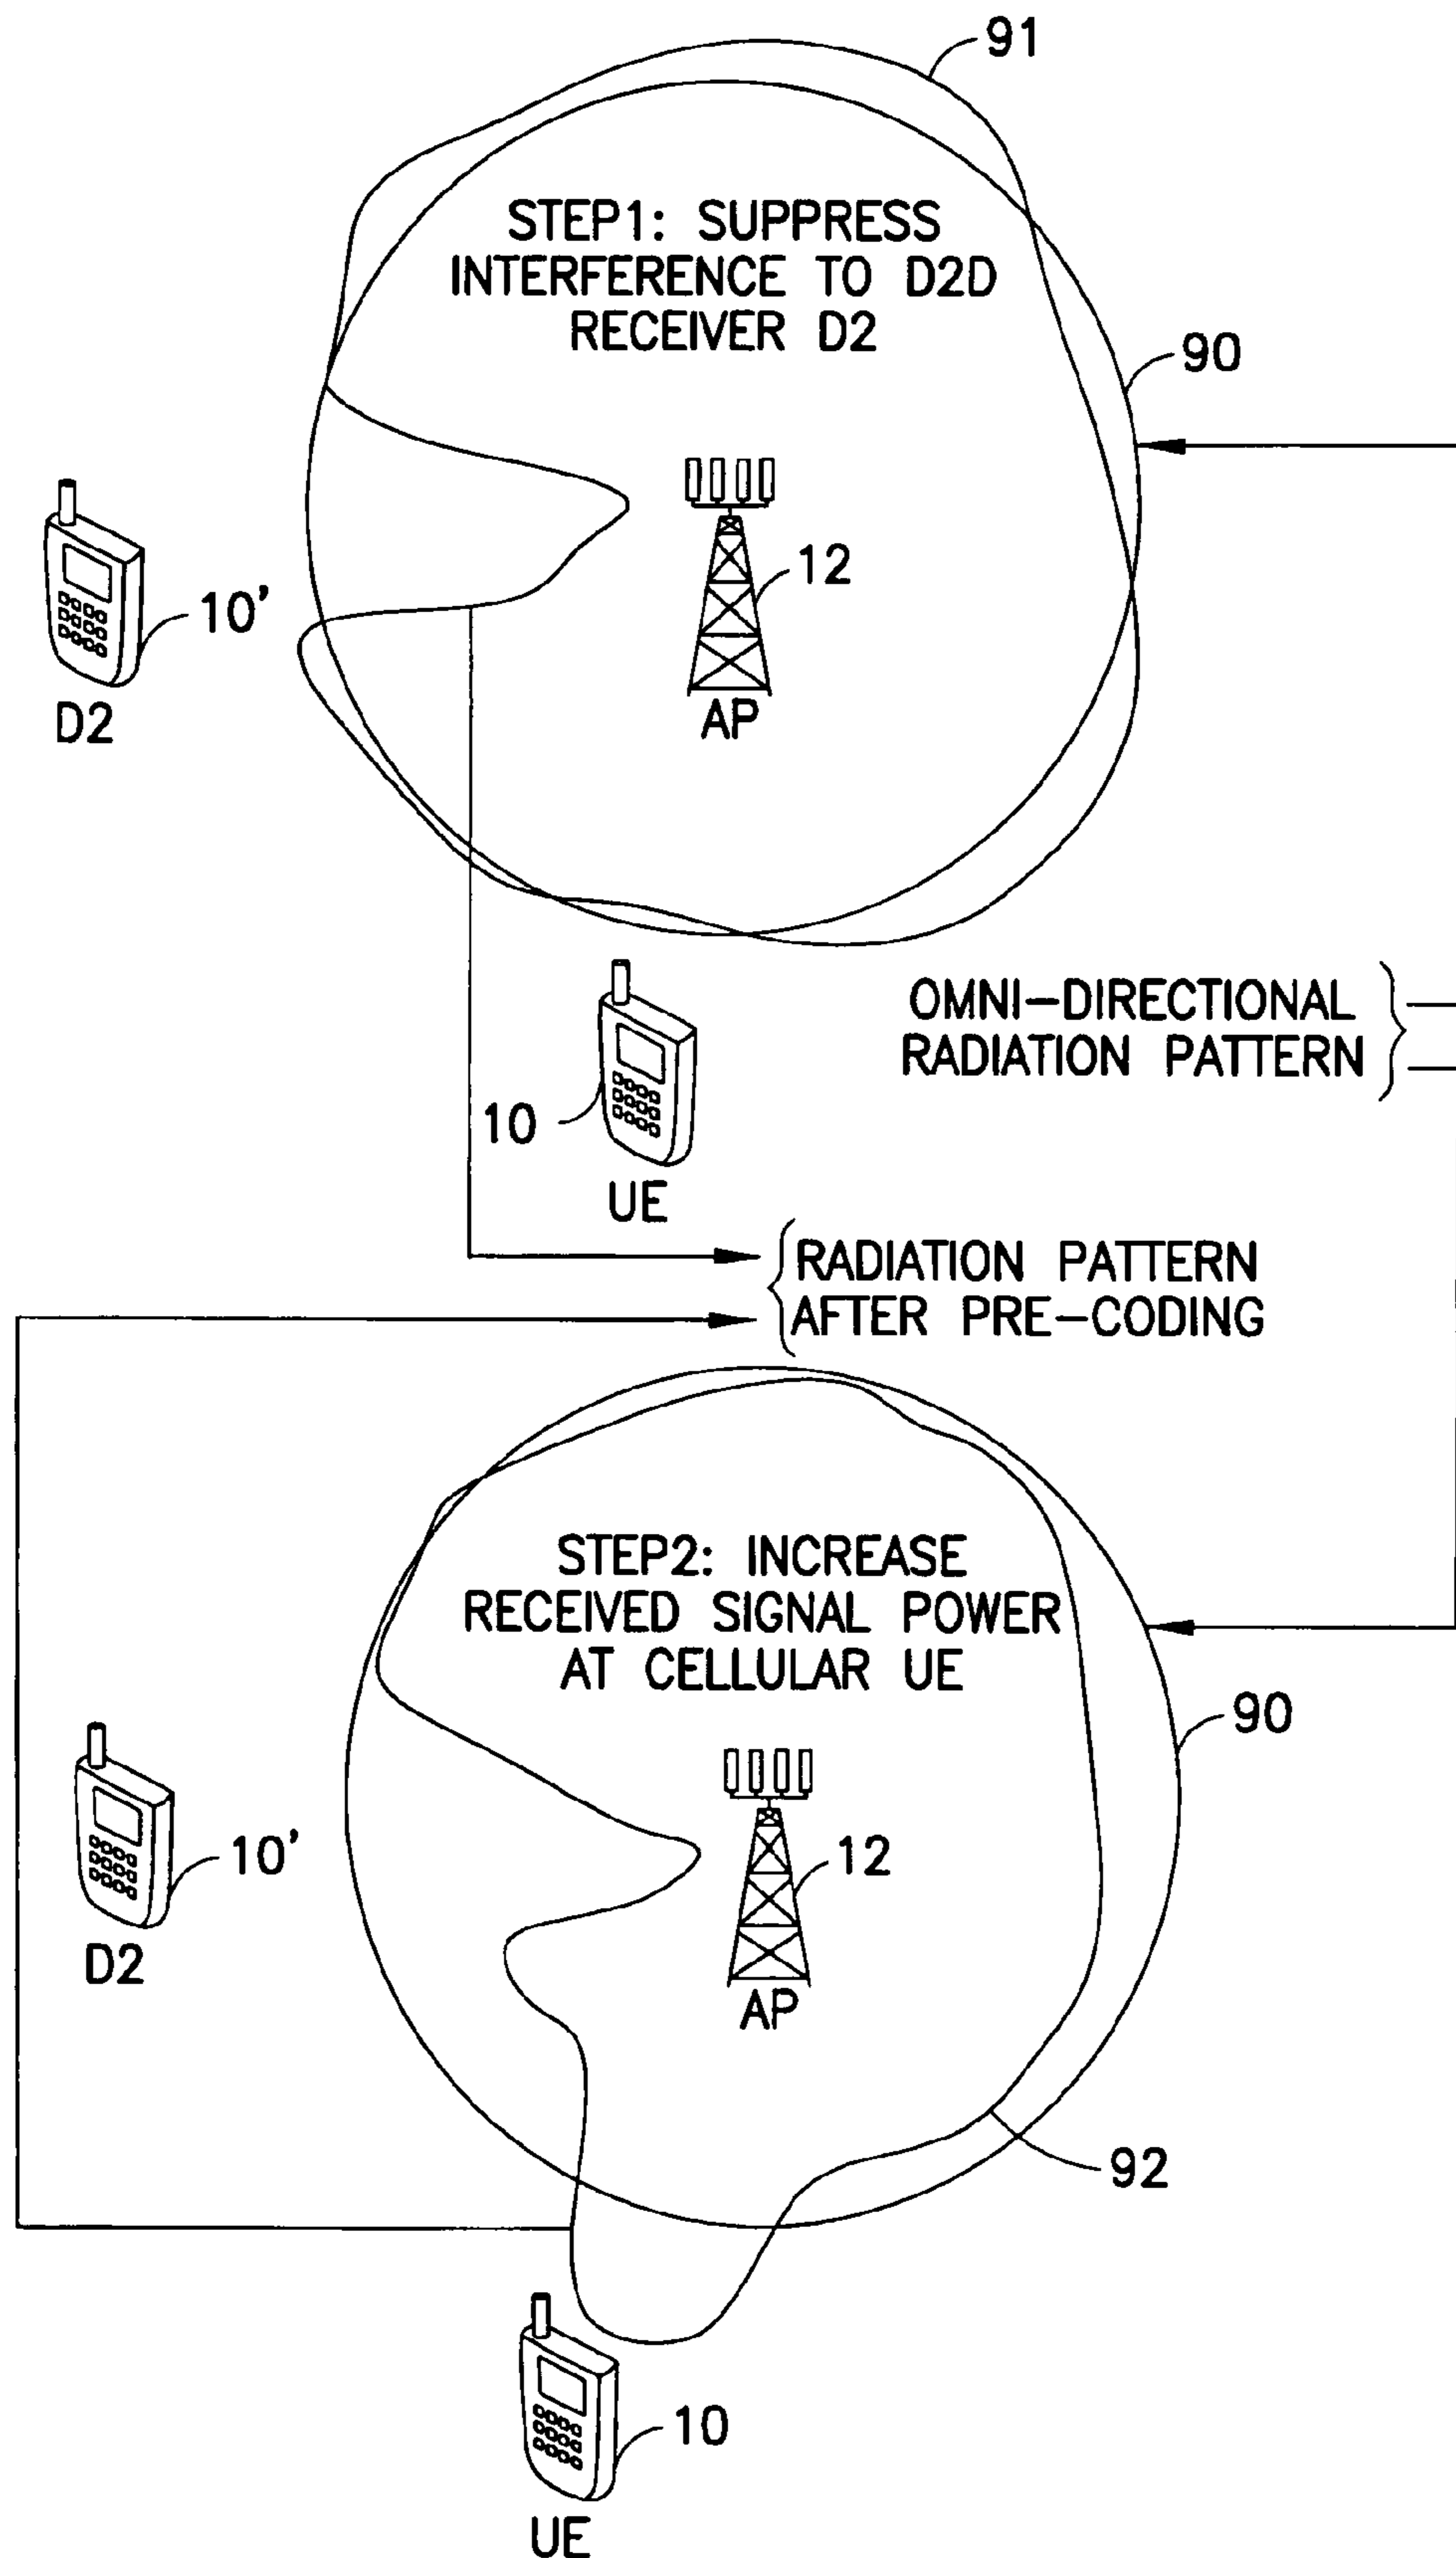 91
STEP1: SUPPRESS
INTERFERENCE TO D2D
RECEIVER D2
90
12
10'
AP
D2
OMNI-DIRECTIONAL
RADIATION PATTERN
10
UE
RADIATION PATTERN
AFTER PRE-CODING
STEP2: INCREASE
RECEIVED SIGNAL POWER
AT CELLULAR UE
90
12
10'
D2
AP
92
10
UE